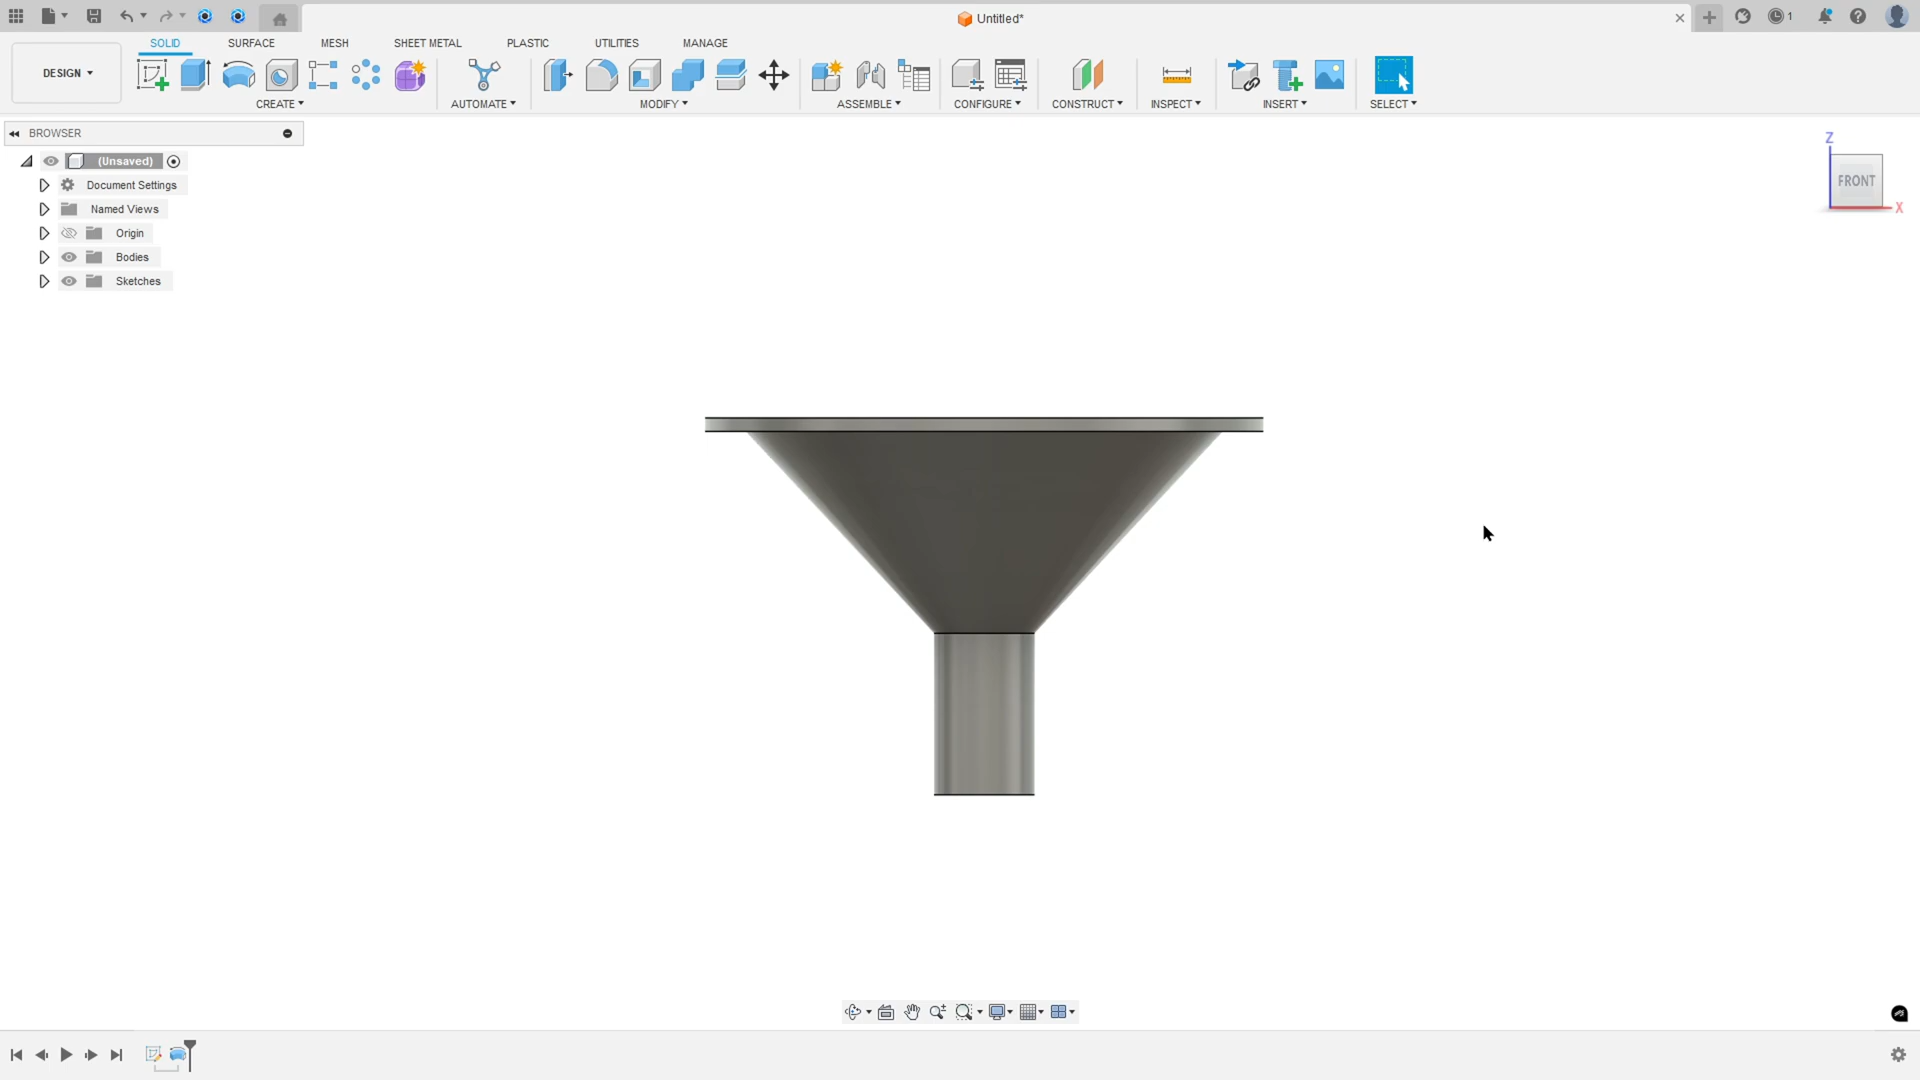 Untitled*
1
SOLID SURFACE MESH SHEET METAL PLASTIC UTILITIES MANAGE
DESIGN
CREATE AUTOMATE MODIFY ASSEMBLE CONFIGURE CONSTRUCT INSPECT INSERT SELECT
BROWSER
(Unsaved)
Document Settings
Named Views
Origin
Bodies
Sketches
Z
FRONT
X